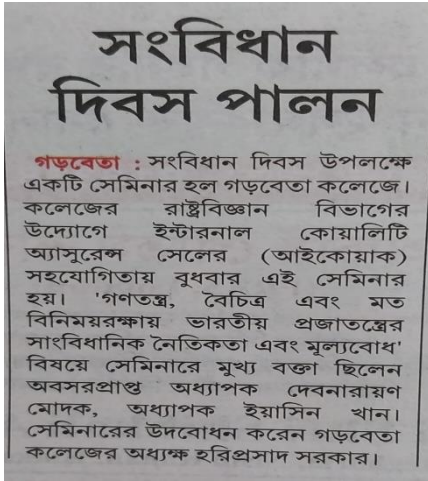 সংবিধান
দিবস পালন
গড়বেতা : সংবিধান দিবস উপলক্ষে
একটি সেমিনার হল গড়বেতা কলেজে।
কলেজের রাষ্ট্রবিজ্ঞান বিভাগের
উদ্যোগে ইন্টারনাল কোয়ালিটি
অ্যাসুরেন্স সেলের (আইকোয়াক)
সহযোগিতায় বুধবার এই সেমিনার
হয়। 'গণতন্ত্র, বৈচিত্র এবং মত
বিনিময়রক্ষায় ভারতীয় প্রজাতন্ত্রের
সাংবিধানিক নৈতিকতা এবং মূল্যবোধ'
বিষয়ে সেমিনারে মুখ্য বক্তা ছিলেন
অবসরপ্রাপ্ত অধ্যাপক দেবনারায়ণ
মোদক, অধ্যাপক ইয়াসিন খান।
সেমিনারের উদবোধন করেন গড়বেতা
কলেজের অধ্যক্ষ হরিপ্রসাদ সরকার।